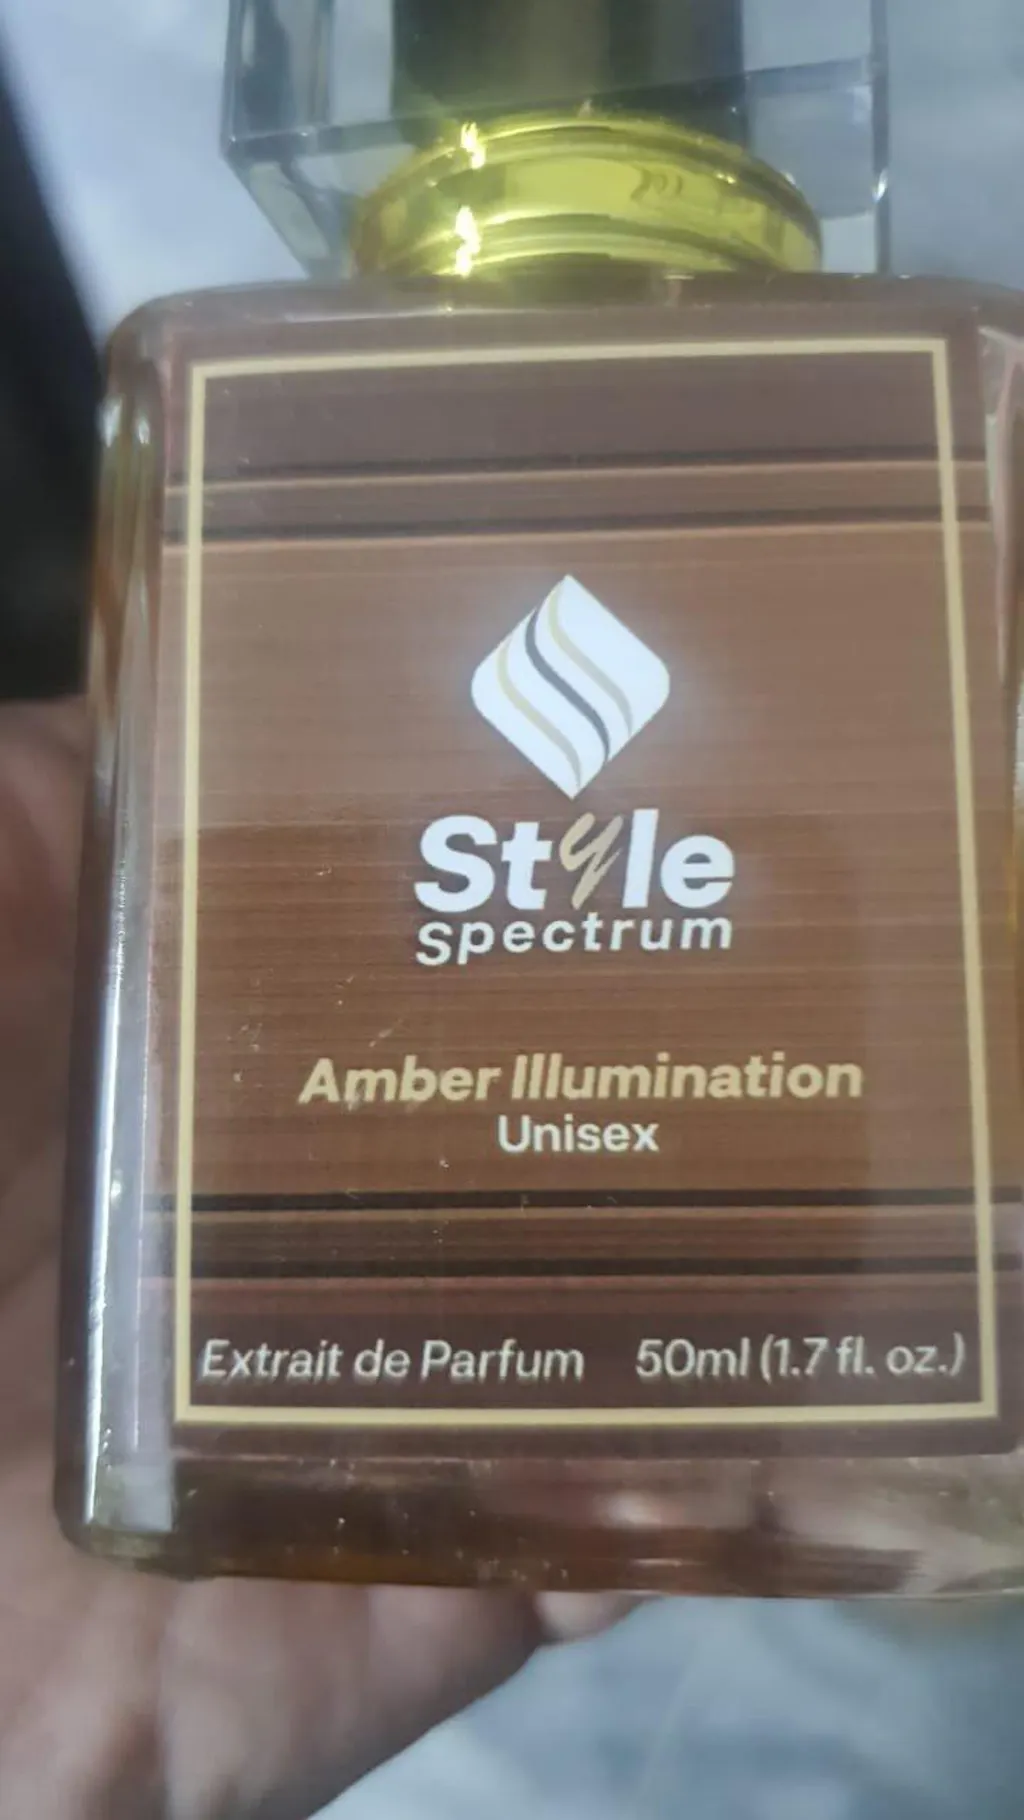 Style
Spectrum
Amber Illumination
Unisex
Extrait de Parfum 50ml (1.7 fl. oz.)